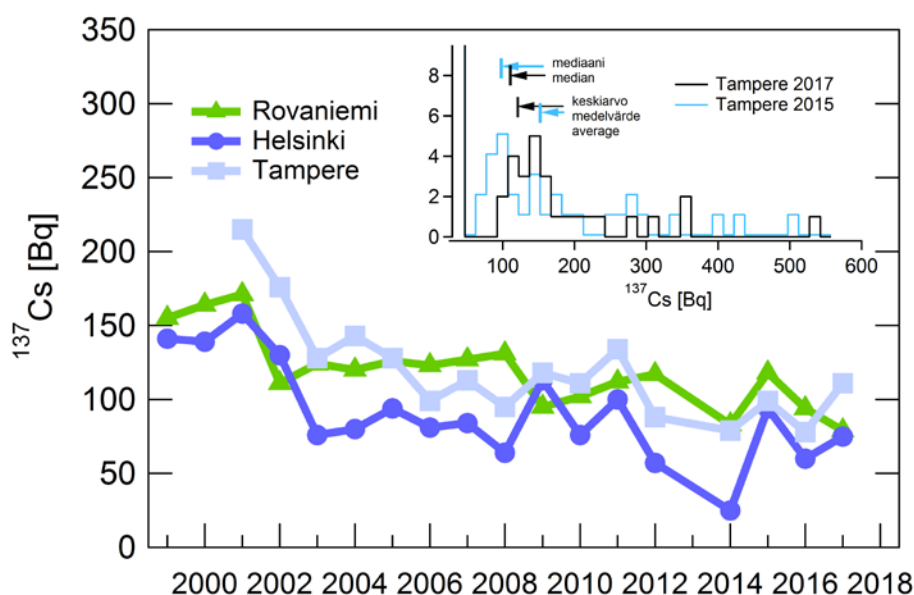 350
300
250
200
150
100
50
0
137Cs [Bq]
Rovaniemi
Helsinki
Tampere
2000 2002 2004 2006 2008 2010 2012 2014 2016 2018
8
6
4
2
0
mediaani
median
keskiarvo
medelvärde
average
Tampere 2017
Tampere 2015
100 200 300 400 500 600
137Cs [Bq]